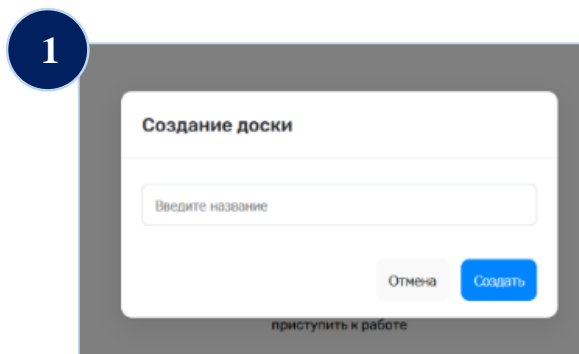 1
Создание доски
Введите название
Отмена Создать
приступить к работе